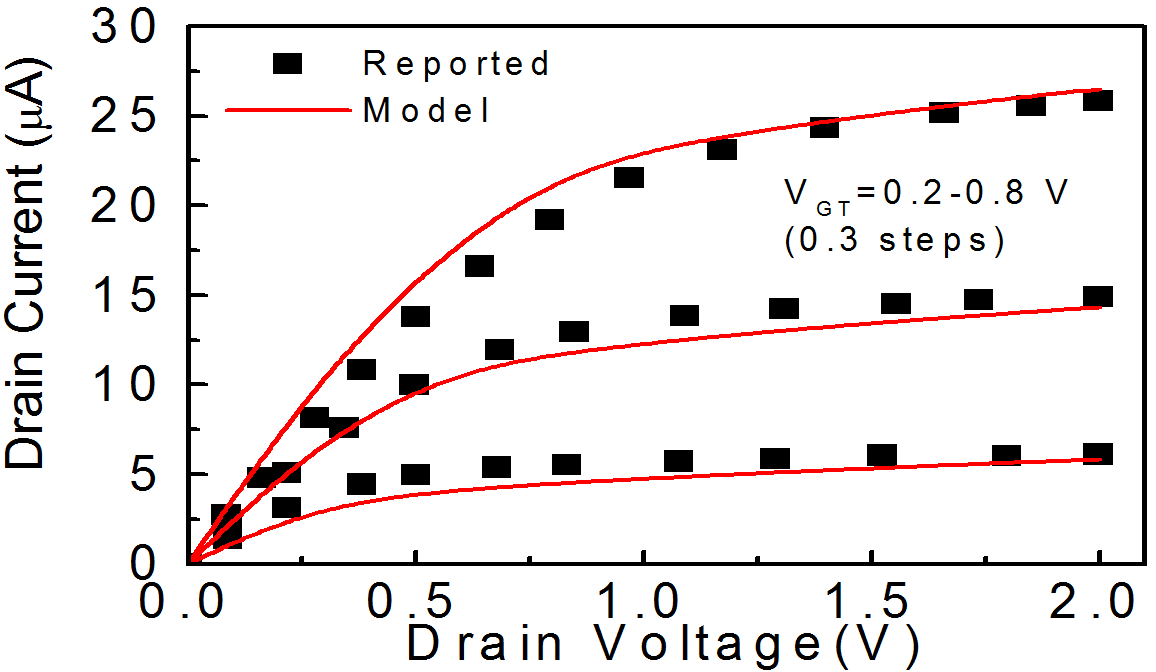 30
25
20
15
10
5
0
Drain Current (μA)
Reported
Model
VGT=0.2-0.8 V
(0.3 steps)
0.0 0.5 1.0 1.5 2.0
Drain Voltage(V)